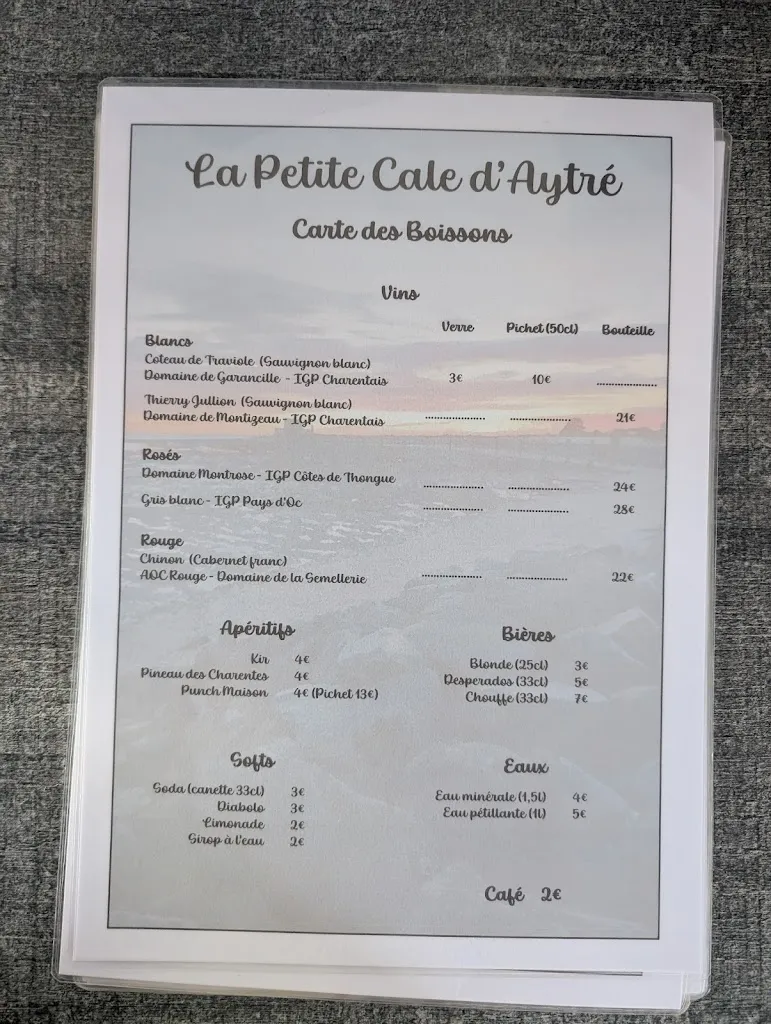 La Petite Cale d'Aytré
Carte des Boissons
Vins
Verre Pichet (50cl) Bouteille
Blancs
Coteau de Traviole (Sauvignon blanc)
Domaine de Garancille - IGP Charentais 3€ 10€ ................
Thierry Jullion (Sauvignon blanc)
Domaine de Montizeau - IGP Charentais ................ ................ 21€
Rosés
Domaine Montrose - IGP Côtes de Thongue ................ ................ 24€
Gris blanc - IGP Pays d'Oc ................ ................ 28€
Rouge
Chinon (Cabernet franc)
AOC Rouge - Domaine de la Semellerie ................ ................ 22€
Apéritifs
Kir 4€
Pineau des Charentes 4€
Punch Maison 4€ (Pichet 13€)
Bières
Blonde (25cl) 3€
Desperados (33cl) 5€
Chouffe (33cl) 7€
Softs
Soda (canette 33cl) 3€
Diabolo 3€
Limonade 2€
Sirop à l'eau 2€
Eaux
Eau minérale (1,5l) 4€
Eau pétillante (1l) 5€
Café 2€